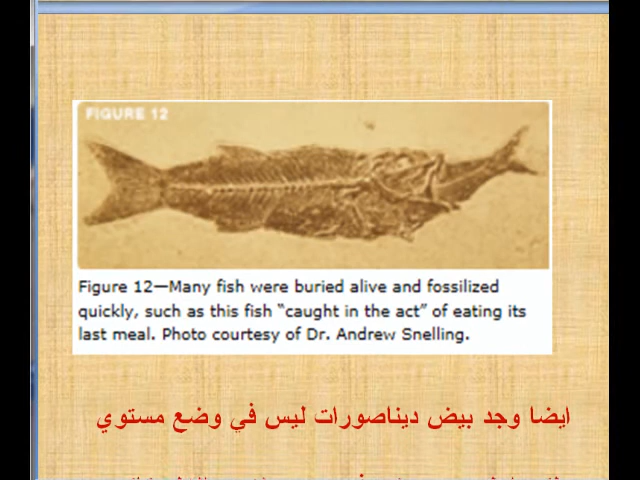 FIGURE 12
Figure 12—Many fish were buried alive and fossilized
quickly, such as this fish “caught in the act” of eating its
last meal. Photo courtesy of Dr. Andrew Snelling.
ايضا وجد بيض ديناصورات ليس في وضع مستوي